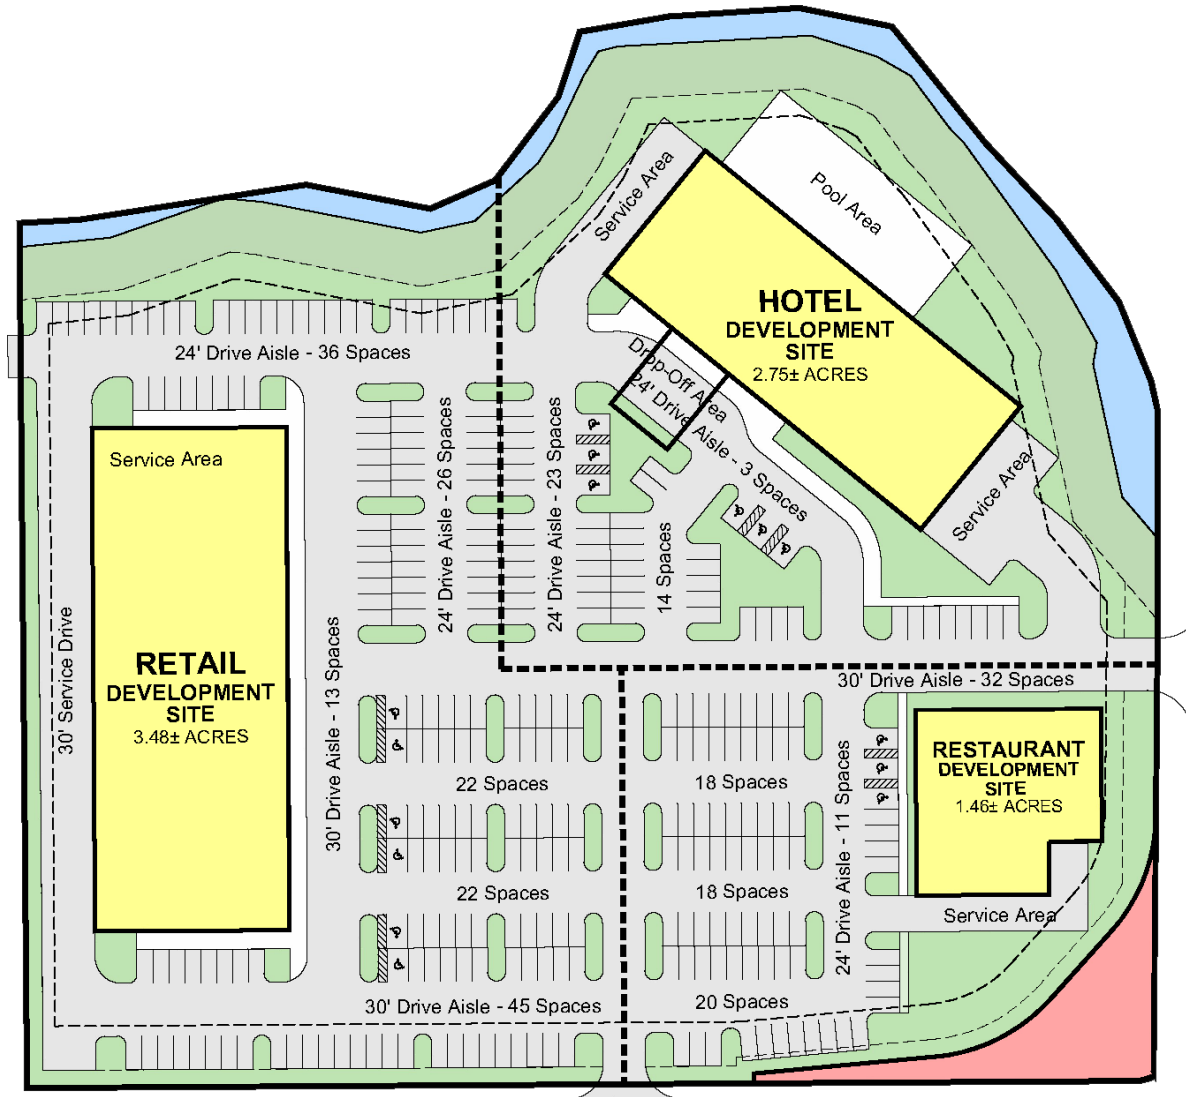 Service Area
Pool Area
HOTEL
DEVELOPMENT
SITE
2.75± ACRES
24' Drive Aisle - 36 Spaces
Drop-Off Area
24' Drive Aisle - 3 Spaces
Service Area
Service Area
24' Drive Aisle - 26 Spaces
24' Drive Aisle - 23 Spaces
14 Spaces
30' Service Drive
RETAIL
DEVELOPMENT
SITE
3.48± ACRES
30' Drive Aisle - 13 Spaces
30' Drive Aisle - 32 Spaces
22 Spaces
18 Spaces
24' Drive Aisle - 11 Spaces
RESTAURANT
DEVELOPMENT
SITE
1.46± ACRES
22 Spaces
18 Spaces
Service Area
30' Drive Aisle - 45 Spaces
20 Spaces